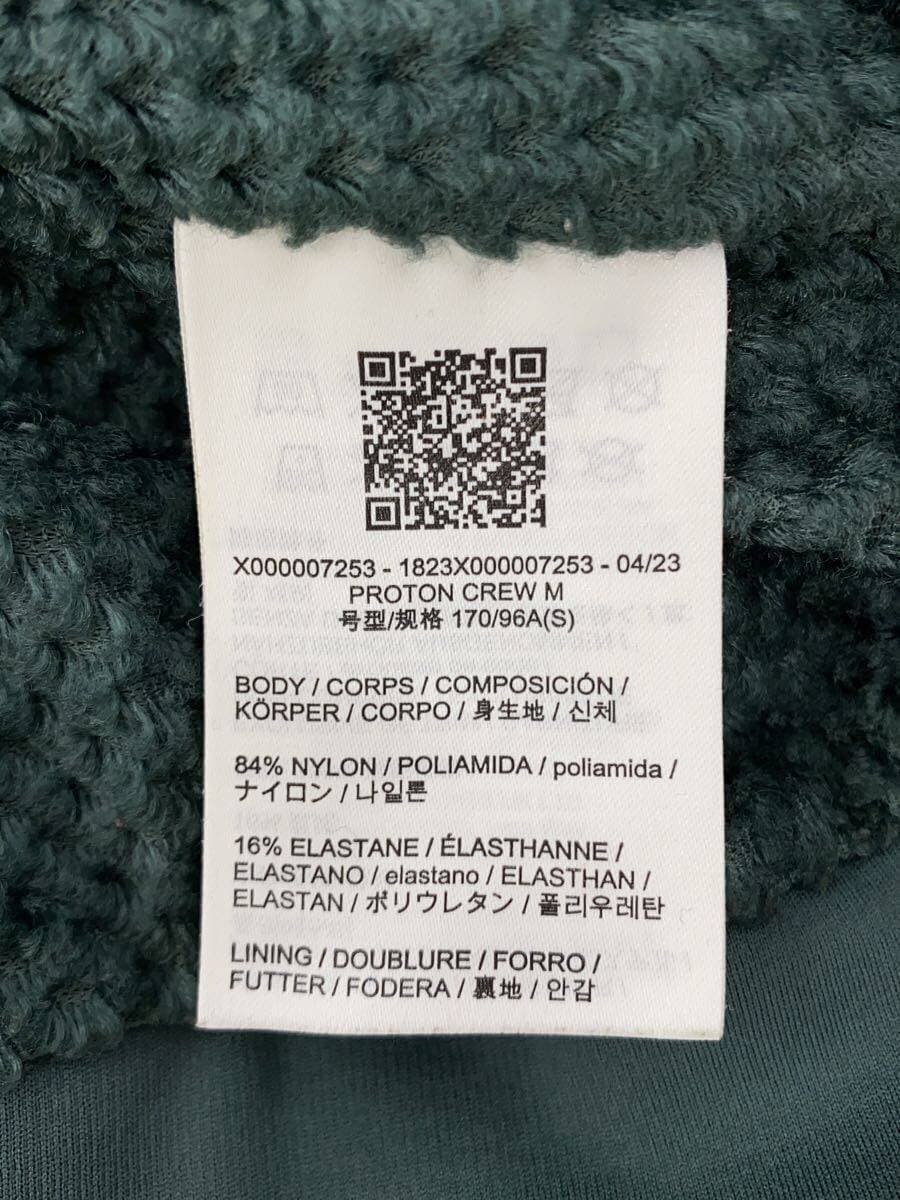 X000007253 - 1823X000007253 - 04/23
PROTON CREW M
号型/规格 170/96A(S)
BODY / CORPS / COMPOSICIÓN /
KÖRPER / CORPO / 身生地 / 신체
84% NYLON / POLIAMIDA / poliamida /
ナイロン / 나일론
16% ELASTANE / ÉLASTHANNE /
ELASTANO / elastano / ELASTHAN /
ELASTAN / ポリウレタン / 폴리우레탄
LINING / DOUBLURE / FORRO /
FUTTER / FODERA / 裏地 / 안감